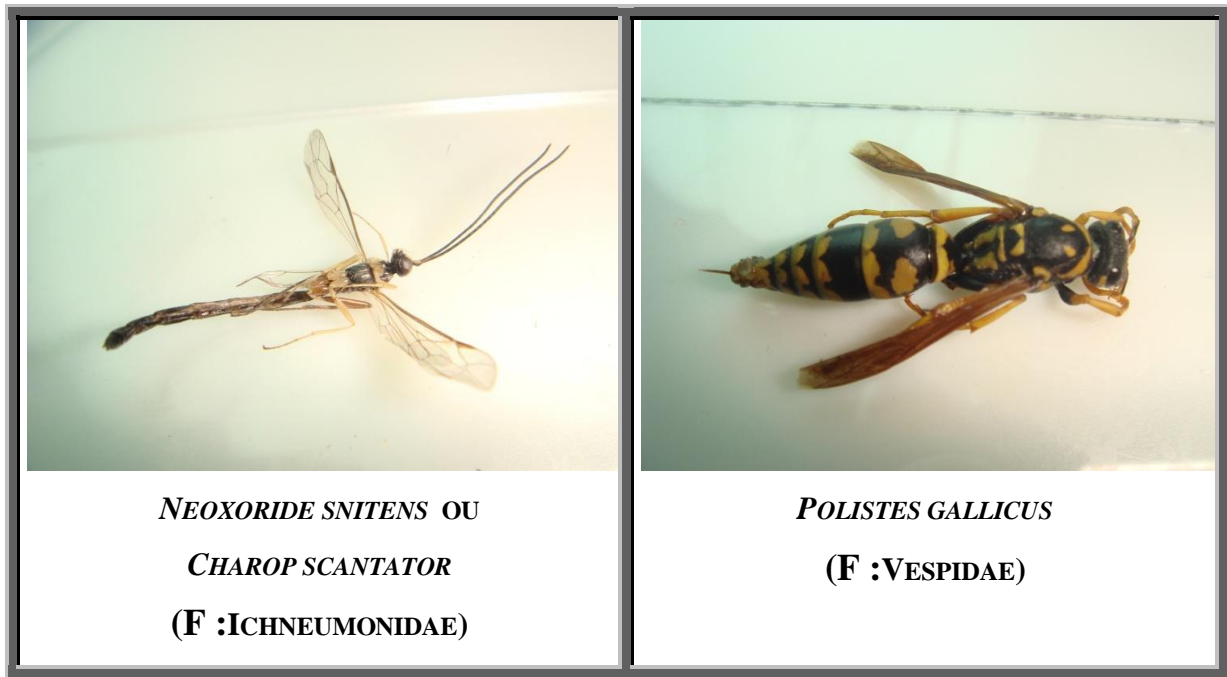 NEOXORIDE SNITENS OU
CHAROP SCANTATOR
(F :ICHNEUMONIDAE)
POLISTES GALLICUS
(F :VESPIDAE)